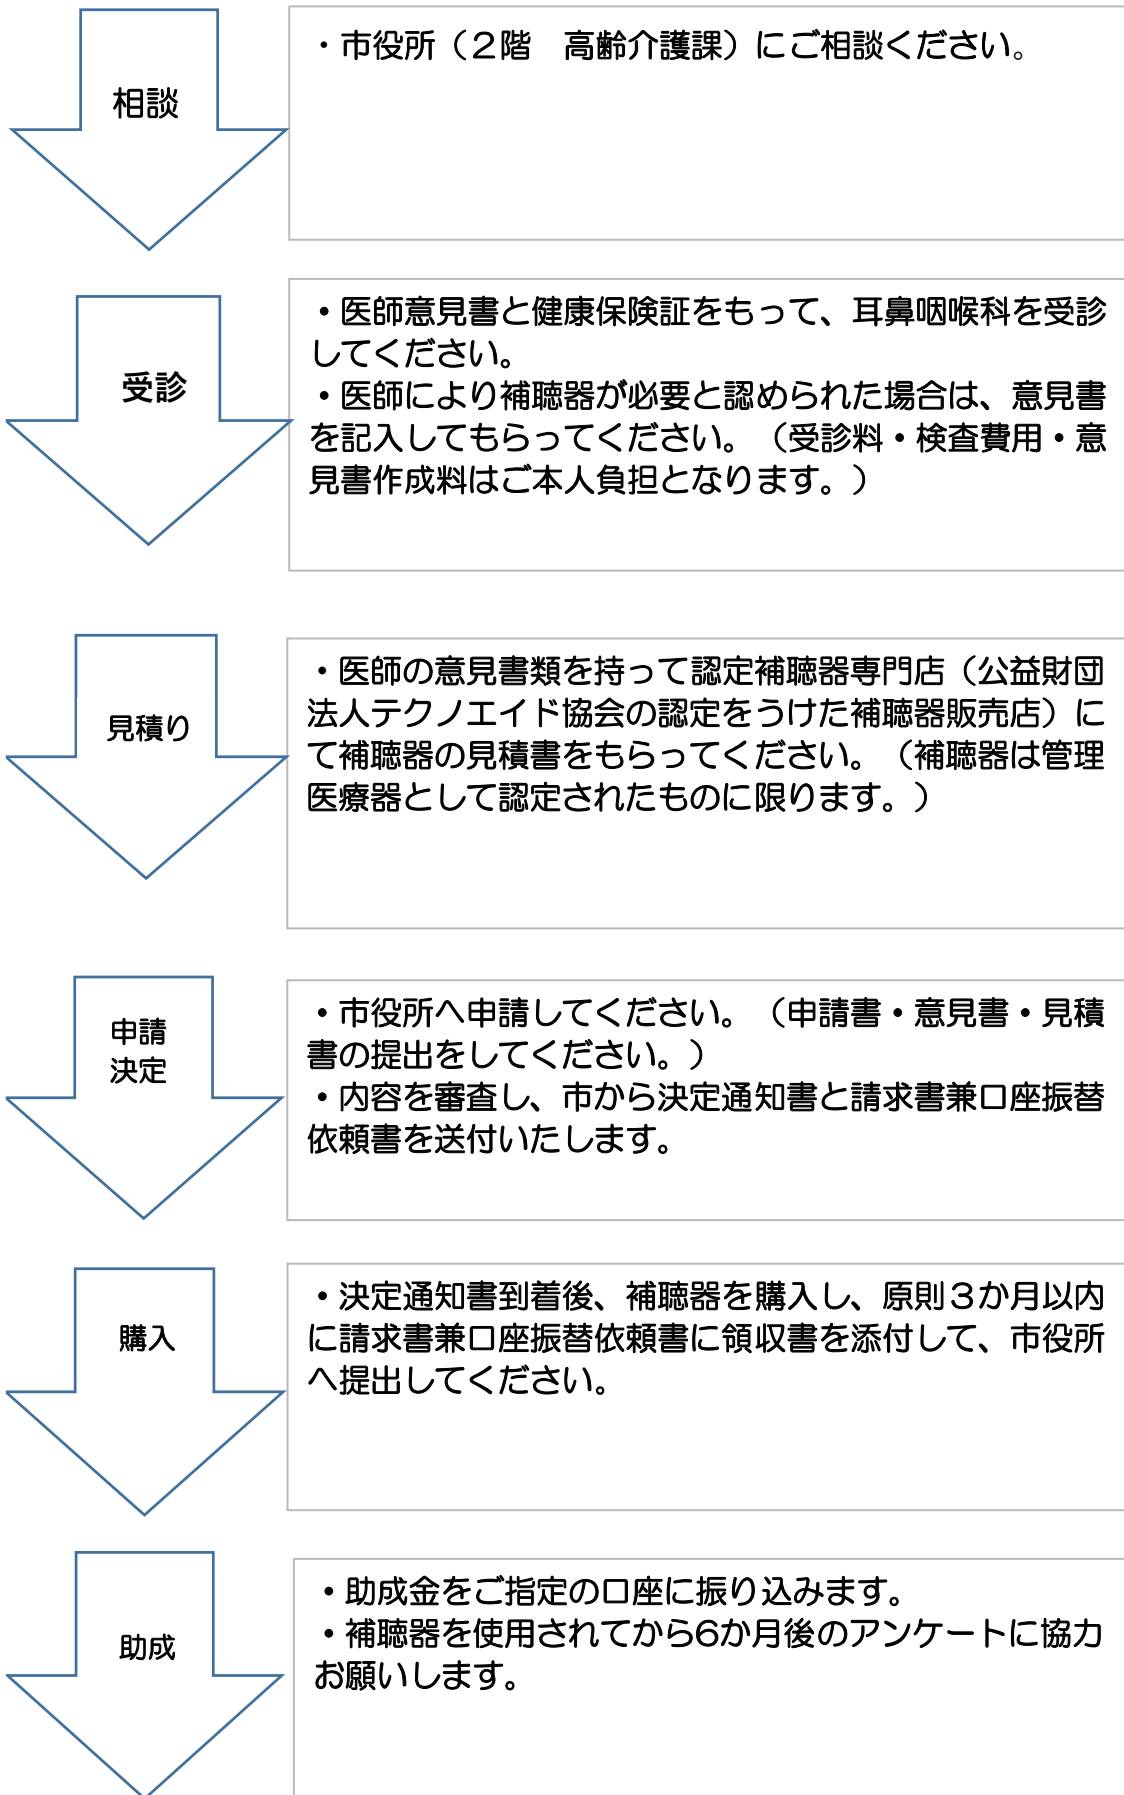 相談
・市役所（２階　高齢介護課）にご相談ください。
受診
・医師意見書と健康保険証をもって、耳鼻咽喉科を受診
してください。
・医師により補聴器が必要と認められた場合は、意見書
を記入してもらってください。（受診料・検査費用・意
見書作成料はご本人負担となります。）
見積り
・医師の意見書類を持って認定補聴器専門店（公益財団
法人テクノエイド協会の認定をうけた補聴器販売店）に
て補聴器の見積書をもらってください。（補聴器は管理
医療器として認定されたものに限ります。）
申請
決定
・市役所へ申請してください。（申請書・意見書・見積
書の提出をしてください。）
・内容を審査し、市から決定通知書と請求書兼口座振替
依頼書を送付いたします。
購入
・決定通知書到着後、補聴器を購入し、原則３か月以内
に請求書兼口座振替依頼書に領収書を添付して、市役所
へ提出してください。
助成
・助成金をご指定の口座に振り込みます。
・補聴器を使用されてから6か月後のアンケートに協力
お願いします。